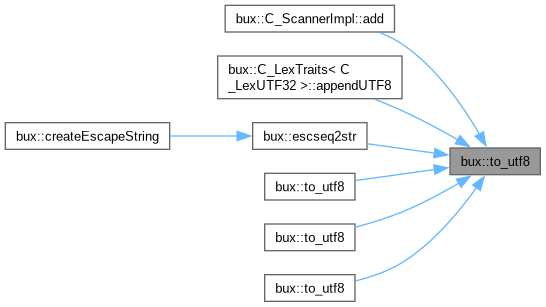 bux::C_ScannerImpl::add
bux::C_LexTraits< C
_LexUTF32 >::appendUTF8
bux::createEscapeString
bux::escseq2str
bux::to_utf8
bux::to_utf8
bux::to_utf8
bux::to_utf8